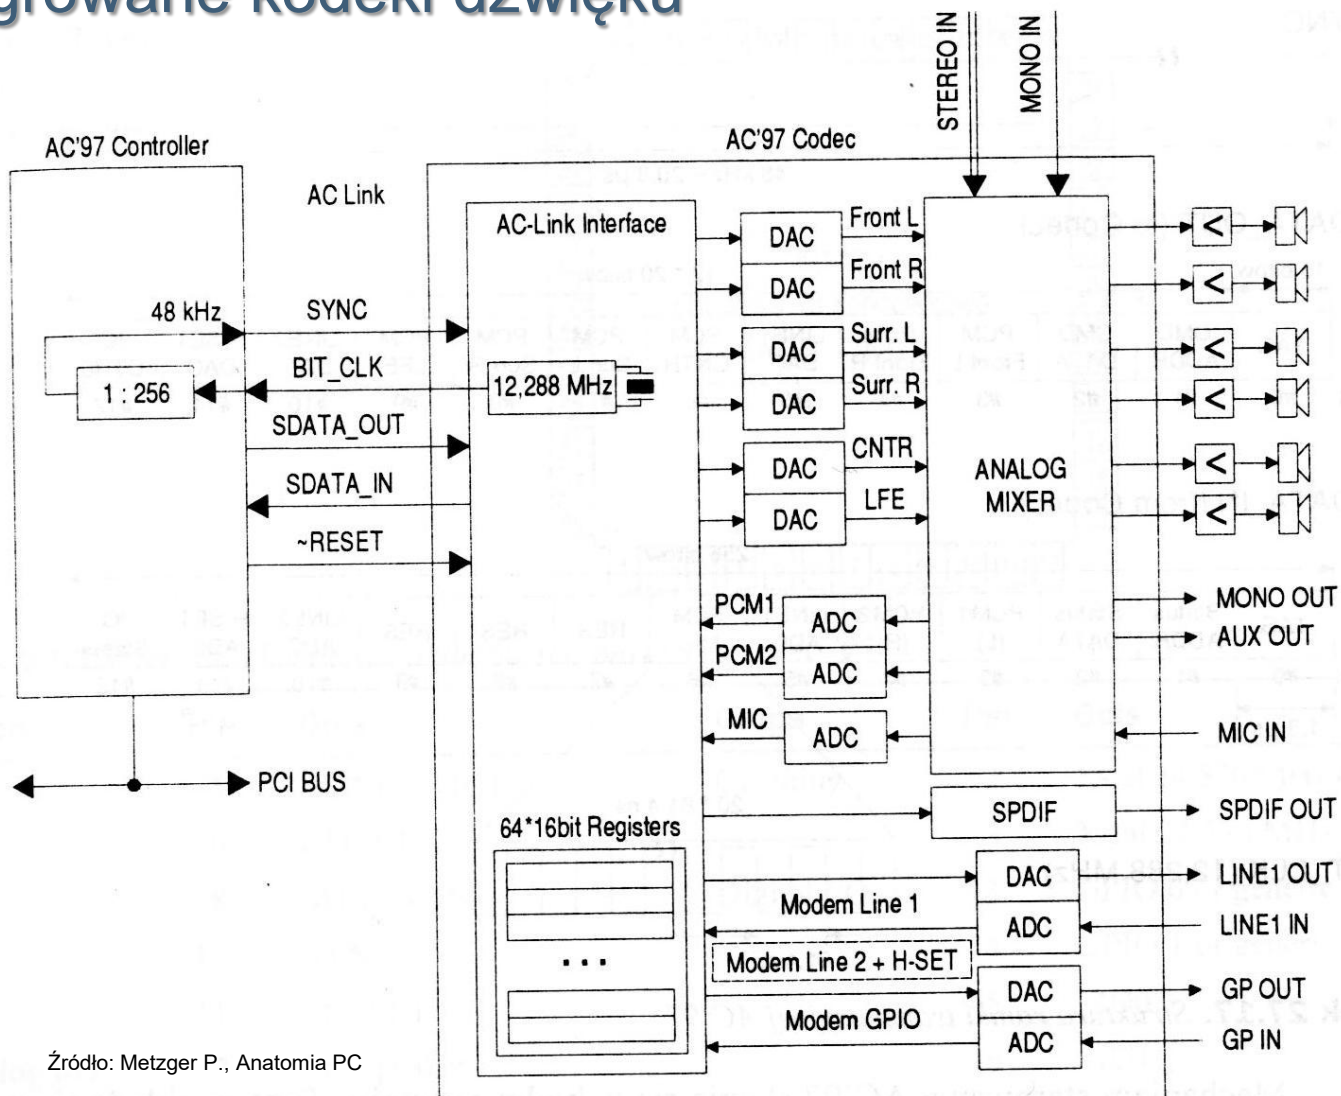 growane kodeki dźwięku
STEREO IN
MONO IN
AC'97 Controller
AC Link
AC'97 Codec
AC-Link Interface
48 kHz
SYNC
BIT_CLK
1 : 256
12,288 MHz
SDATA_OUT
SDATA_IN
~RESET
PCI BUS
DAC
Front L
DAC
Front R
DAC
Surr. L
DAC
Surr. R
DAC
CNTR
DAC
LFE
ANALOG
MIXER
<
<
<
<
<
<
PCM1
ADC
PCM2
ADC
MIC
ADC
MONO OUT
AUX OUT
MIC IN
SPDIF
SPDIF OUT
64*16bit Registers
...
DAC
LINE1 OUT
Modem Line 1
ADC
LINE1 IN
Modem Line 2 + H-SET
DAC
GP OUT
Modem GPIO
ADC
GP IN
Źródło: Metzger P., Anatomia PC